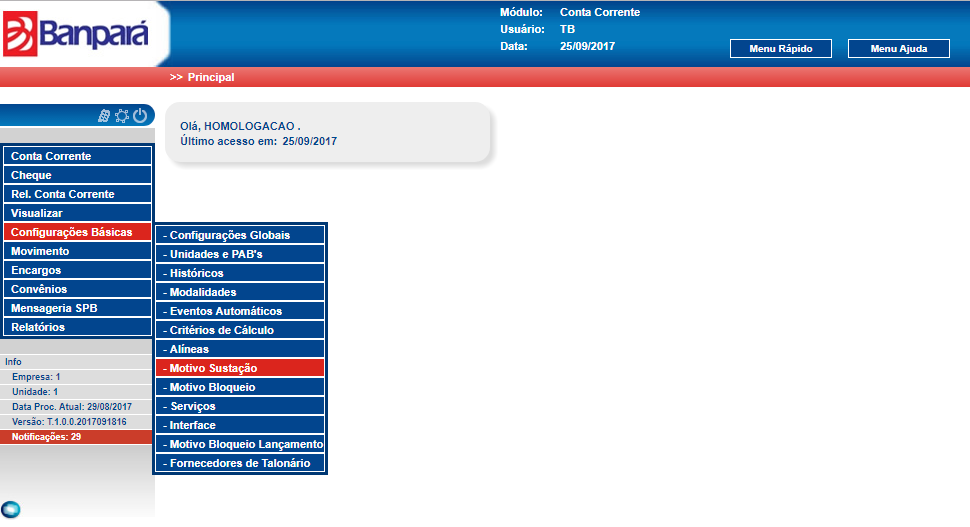 Banpará
Módulo: Conta Corrente
Usuário: TB
Data: 25/09/2017
Menu Rápido
Menu Ajuda
>> Principal
Olá, HOMOLOGACAO .
Último acesso em: 25/09/2017
Conta Corrente
Cheque
Rel. Conta Corrente
Visualizar
Configurações Básicas
Movimento
Encargos
Convênios
Mensageria SPB
Relatórios
- Configurações Globais
- Unidades e PAB's
- Históricos
- Modalidades
- Eventos Automáticos
- Critérios de Cálculo
- Alíneas
- Motivo Sustação
- Motivo Bloqueio
- Serviços
- Interface
- Motivo Bloqueio Lançamento
- Fornecedores de Talonário
Info
Empresa: 1
Unidade: 1
Data Proc. Atual: 29/08/2017
Versão: T.1.0.0.2017091816
Notificações: 29